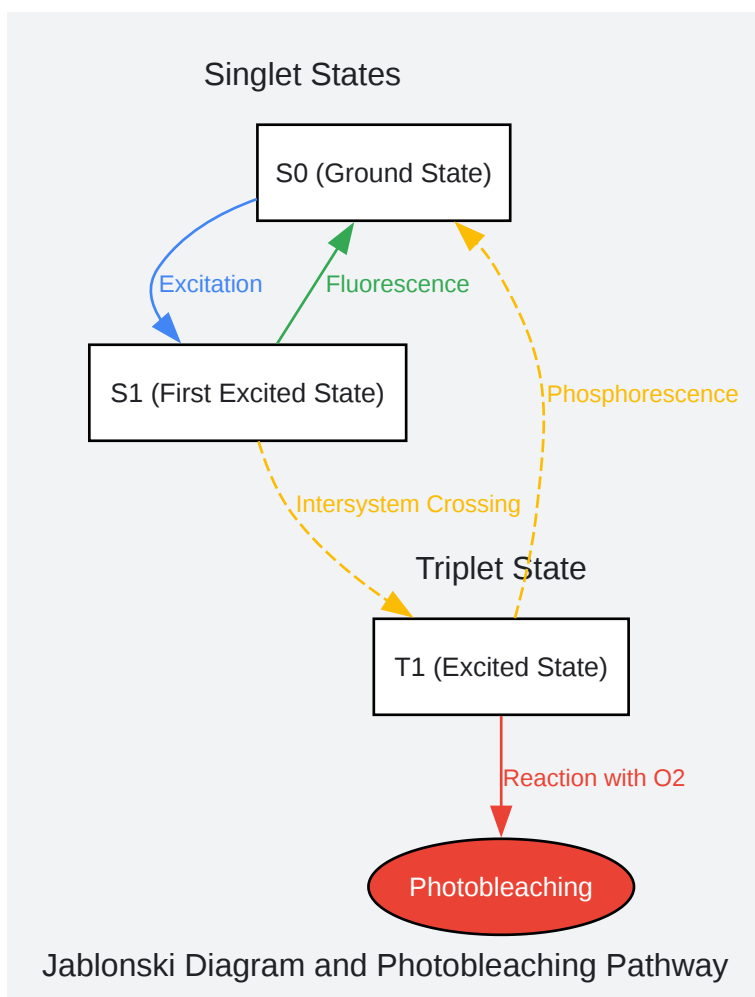 Singlet States
S0 (Ground State)
Excitation
Fluorescence
S1 (First Excited State)
Phosphorescence
Intersystem Crossing
Triplet State
T1 (Excited State)
Reaction with O2
Photobleaching
Jablonski Diagram and Photobleaching Pathway